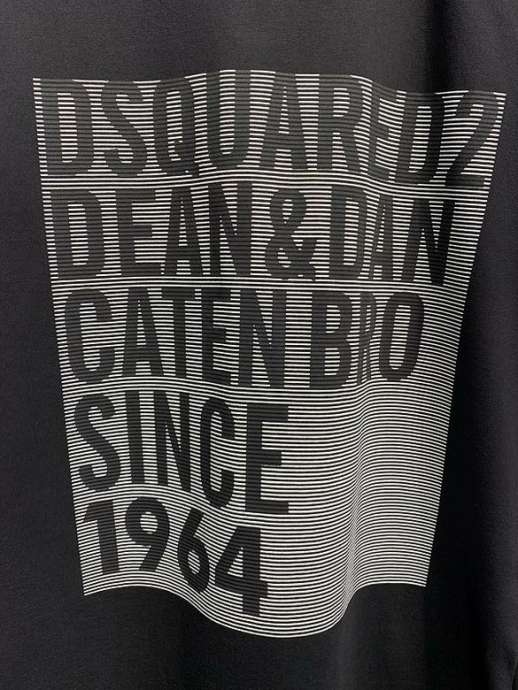 DSQUARED2
DEAN & DAN
CATEN BRO
SINCE
1964